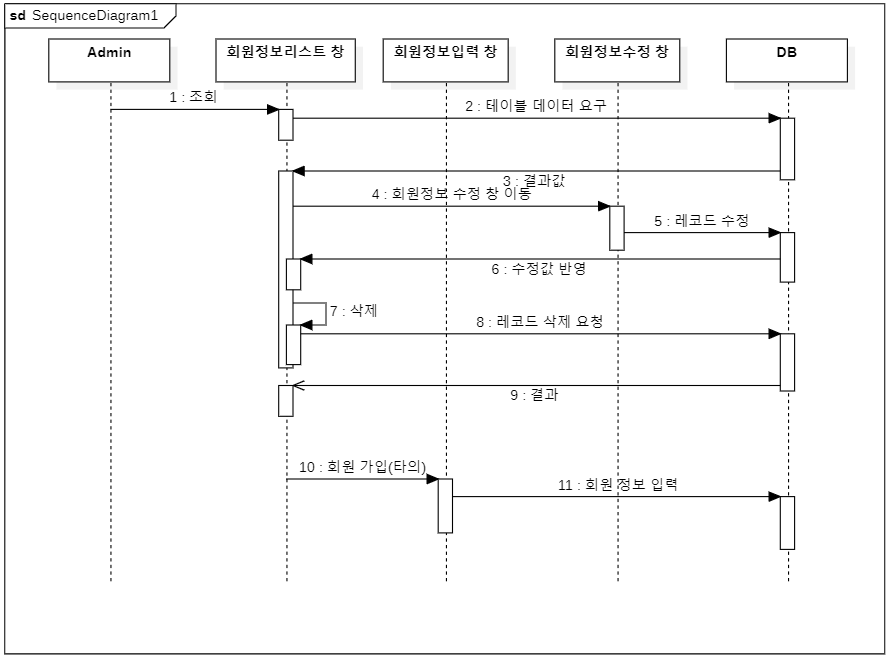 sd SequenceDiagram1
Admin
회원정보리스트 창
회원정보입력 창
회원정보수정 창
DB
1 : 조회
2 : 테이블 데이터 요구
3 : 결과값
4 : 회원정보 수정 창 이동
5 : 레코드 수정
6 : 수정값 반영
7 : 삭제
8 : 레코드 삭제 요청
9 : 결과
10 : 회원 가입(타의)
11 : 회원 정보 입력